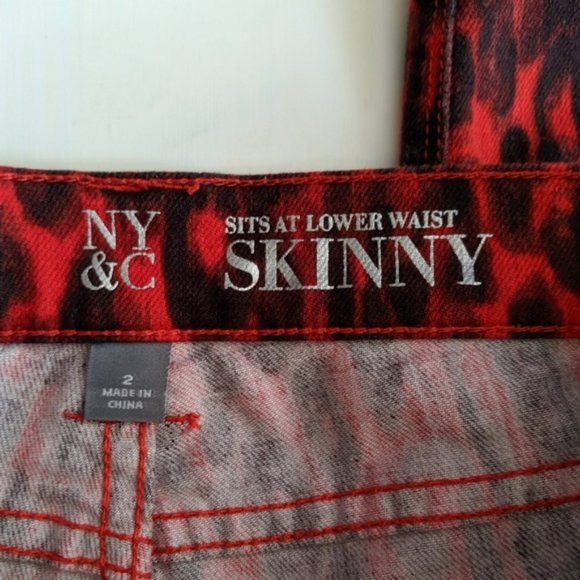 NY
&C
SITS AT LOWER WAIST
SKINNY
2
MADE IN
CHINA